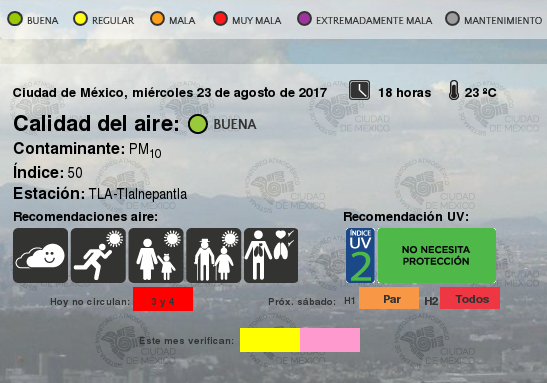 BUENA REGULAR MALA MUY MALA EXTREMADAMENTE MALA MANTENIMIENTO
Ciudad de México, miércoles 23 de agosto de 2017 18 horas 23 ºC
Calidad del aire: BUENA
Contaminante: PM10
Índice: 50
Estación: TLA-Tlalnepantla
Recomendaciones aire:
Recomendación UV:
ÍNDICE
UV
2
NO NECESITA
PROTECCIÓN
Hoy no circulan: 3 y 4
Próx. sábado: H1 Par H2 Todos
Este mes verifican:
CIUDAD
DE MÉXICO